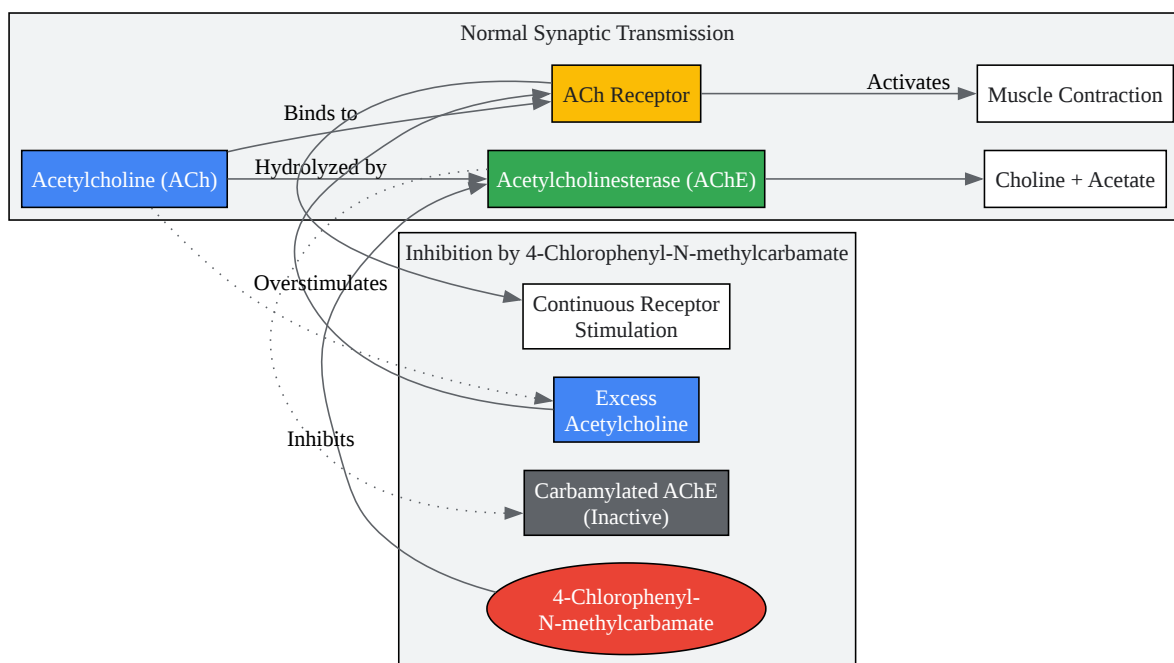 Normal Synaptic Transmission
ACh Receptor
Activates
Muscle Contraction
Binds to
Acetylcholine (ACh)
Hydrolyzed by
Acetylcholinesterase (AChE)
Choline + Acetate
Inhibition by 4-Chlorophenyl-N-methylcarbamate
Overstimulates
Continuous Receptor
Stimulation
Excess
Acetylcholine
Inhibits
Carbamylated AChE
(Inactive)
4-Chlorophenyl-
N-methylcarbamate